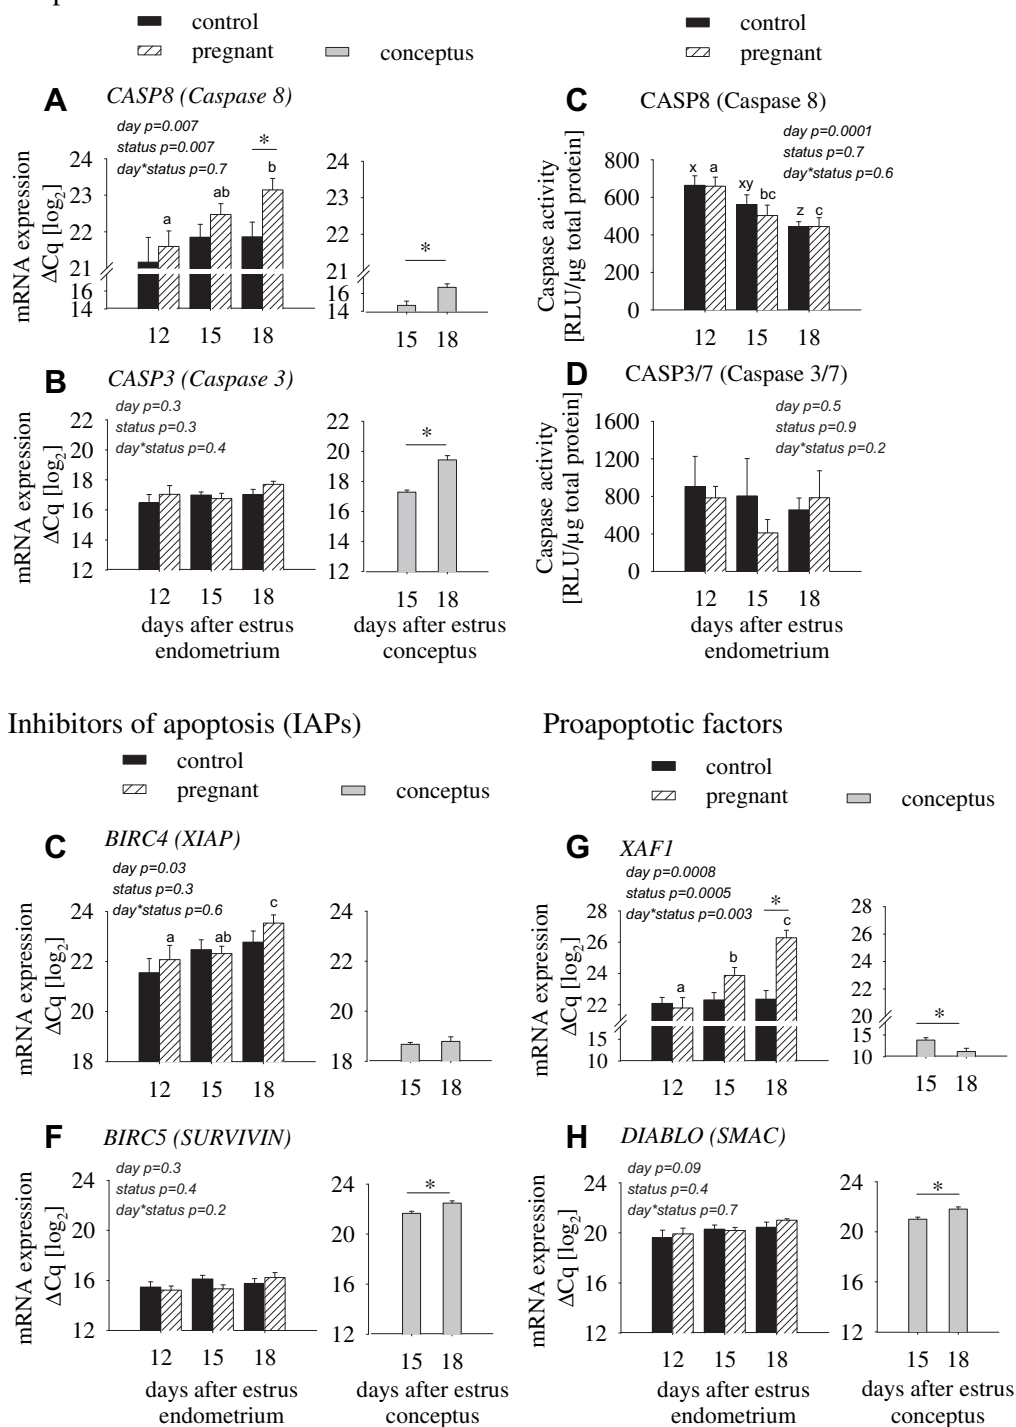 control
pregnant
conceptus
control
pregnant
A
CASP8 (Caspase 8)
day p=0.007
status p=0.007
day*status p=0.7
mRNA expression
ΔCq [log2]
24
23
22
21
16
14
a
ab
b
*
12
15
18
24
23
22
21
16
14
*
15
18
C
CASP8 (Caspase 8)
day p=0.0001
status p=0.7
day*status p=0.6
Caspase activity
[RLU/µg total protein]
800
600
400
200
0
x
a
xy
bc
z
c
12
15
18
B
CASP3 (Caspase 3)
day p=0.3
status p=0.3
day*status p=0.4
mRNA expression
ΔCq [log2]
22
20
18
16
14
12
12
15
18
days after estrus
endometrium
22
20
18
16
14
12
*
15
18
days after estrus
conceptus
D
CASP3/7 (Caspase 3/7)
day p=0.5
status p=0.9
day*status p=0.2
Caspase activity
[RLU/µg total protein]
1600
1200
800
400
0
12
15
18
days after estrus
endometrium
Inhibitors of apoptosis (IAPs)
control
pregnant
conceptus
Proapoptotic factors
control
pregnant
conceptus
C
BIRC4 (XIAP)
day p=0.03
status p=0.3
day*status p=0.6
mRNA expression
ΔCq [log2]
24
22
20
18
a
ab
c
12
15
18
24
22
20
18
15
18
G
XAF1
day p=0.0008
status p=0.0005
day*status p=0.003
mRNA expression
ΔCq [log2]
28
26
24
22
15
10
a
b
c
*
12
15
18
28
26
24
22
20
15
10
*
15
18
F
BIRC5 (SURVIVIN)
day p=0.3
status p=0.4
day*status p=0.2
mRNA expression
ΔCq [log2]
24
20
16
12
12
15
18
days after estrus
endometrium
24
20
16
12
*
15
18
days after estrus
conceptus
H
DIABLO (SMAC)
day p=0.09
status p=0.4
day*status p=0.7
mRNA expression
ΔCq [log2]
24
20
16
12
12
15
18
days after estrus
endometrium
24
20
16
12
*
15
18
days after estrus
conceptus